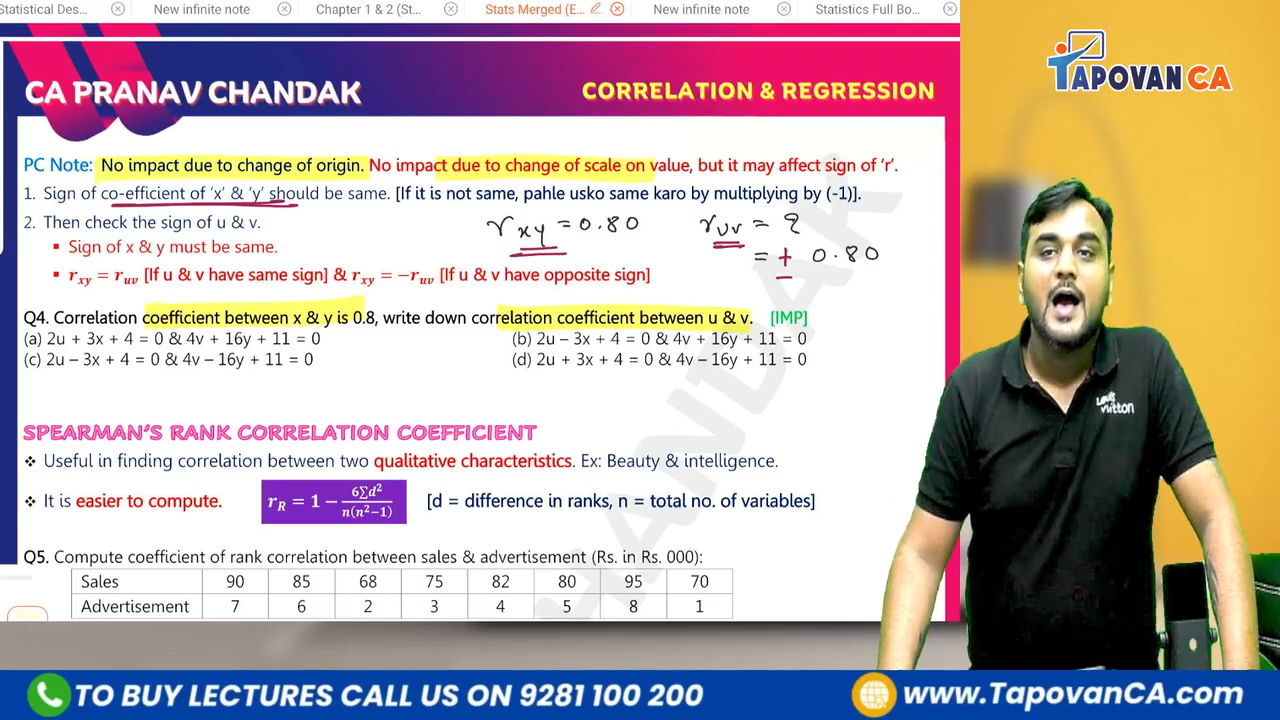 Statistical Des...
New infinite note
Chapter 1 & 2 (St...
Stats Merged (E...
New infinite note
Statistics Full Bo...
CA PRANAV CHANDAK
CORRELATION & REGRESSION
TAPOVAN CA
PC Note: No impact due to change of origin. No impact due to change of scale on value, but it may affect sign of 'r'.
1. Sign of co-efficient of 'x' & 'y' should be same. [If it is not same, pahle usko same karo by multiplying by (-1)].
2. Then check the sign of u & v.
r xy = 0.80
r uv = ?
= + 0.80
▪ Sign of x & y must be same.
▪ r_xy = r_uv [If u & v have same sign] & r_xy = −r_uv [If u & v have opposite sign]
Q4. Correlation coefficient between x & y is 0.8, write down correlation coefficient between u & v. [IMP]
(a) 2u + 3x + 4 = 0 & 4v + 16y + 11 = 0
(b) 2u − 3x + 4 = 0 & 4v + 16y + 11 = 0
(c) 2u − 3x + 4 = 0 & 4v − 16y + 11 = 0
(d) 2u + 3x + 4 = 0 & 4v − 16y + 11 = 0
SPEARMAN'S RANK CORRELATION COEFFICIENT
❖ Useful in finding correlation between two qualitative characteristics. Ex: Beauty & intelligence.
❖ It is easier to compute. r_R = 1 − 6∑d²/n(n²−1) [d = difference in ranks, n = total no. of variables]
Q5. Compute coefficient of rank correlation between sales & advertisement (Rs. in Rs. 000):
Sales 90 85 68 75 82 80 95 70
Advertisement 7 6 2 3 4 5 8 1
HANDAK
Louis Vuitton
TO BUY LECTURES CALL US ON 9281 100 200
www.TapovanCA.com